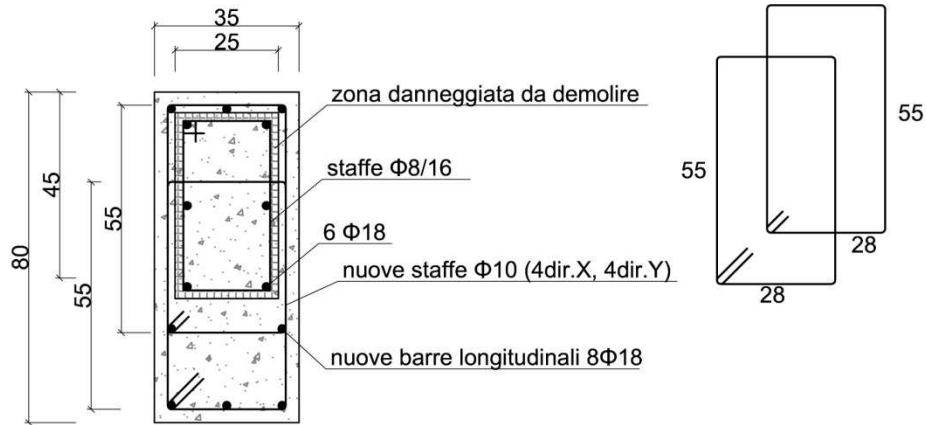 35
25
zona danneggiata da demolire
staffe Φ8/16
6 Φ18
nuove staffe Φ10 (4dir.X, 4dir.Y)
nuove barre longitudinali 8Φ18
80
45
55
55
55
28
55
28